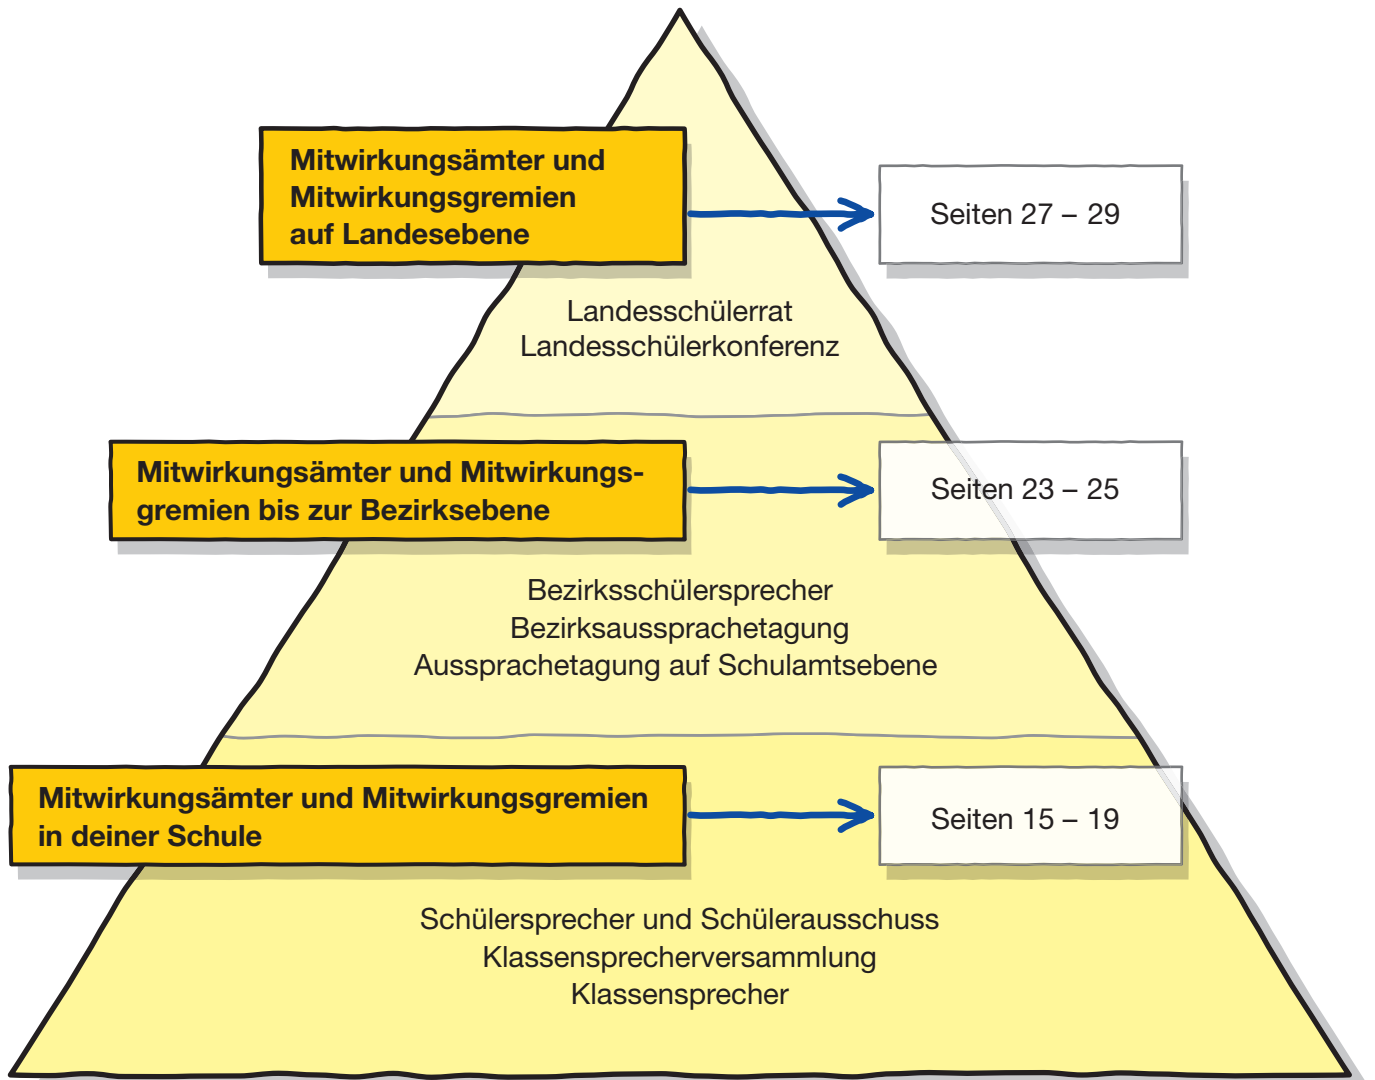 Mitwirkungsämter und
Mitwirkungsgremien
auf Landesebene
Seiten 27 – 29
Landesschülerrat
Landesschülerkonferenz
Mitwirkungsämter und Mitwirkungs-
gremien bis zur Bezirksebene
Seiten 23 – 25
Bezirksschülersprecher
Bezirksaussprachetagung
Aussprachetagung auf Schulamtsebene
Mitwirkungsämter und Mitwirkungsgremien
in deiner Schule
Seiten 15 – 19
Schülersprecher und Schülerausschuss
Klassensprecherversammlung
Klassensprecher